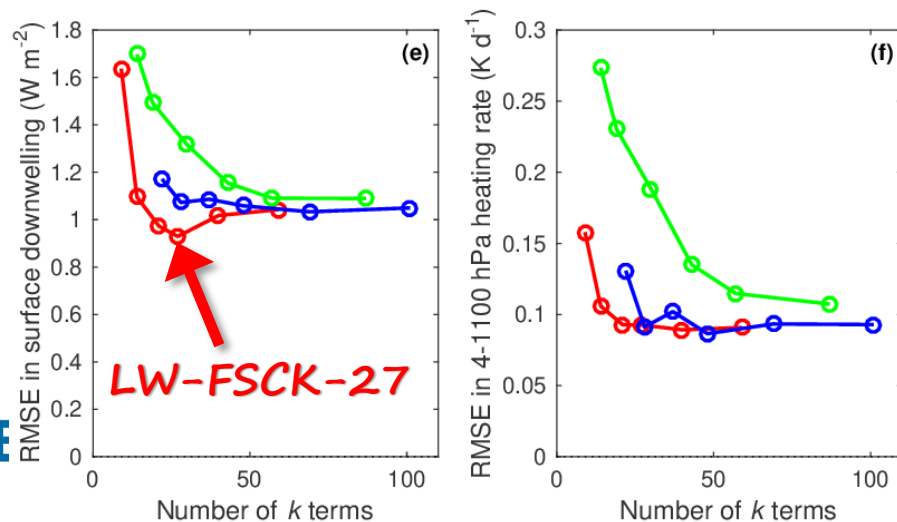 (e)
RMSE in surface downwelling (W m⁻²)
1.8
1.6
1.4
1.2
1
0.8
0.6
0.4
0.2
0
LW-FSCK-27
0 50 100
Number of k terms
(f)
RMSE in 4-1100 hPa heating rate (K d⁻¹)
0.3
0.25
0.2
0.15
0.1
0.05
0
0 50 100
Number of k terms